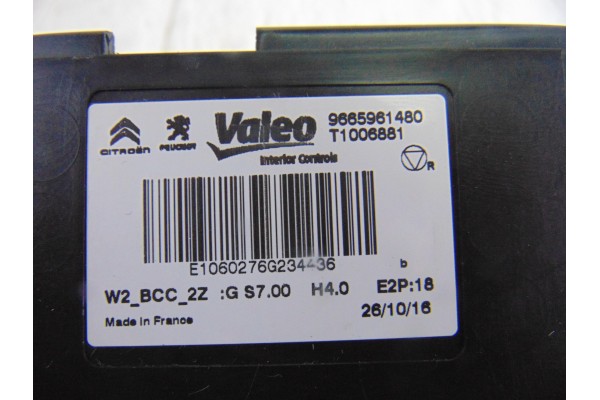 CITROËN PEUGEOT Valeo 9665961480
T1006881
Interior Controls
R
E1060276G234436 b
W2_BCC_2Z :G S7.00 H4.0 E2P:18
Made in France 26/10/16